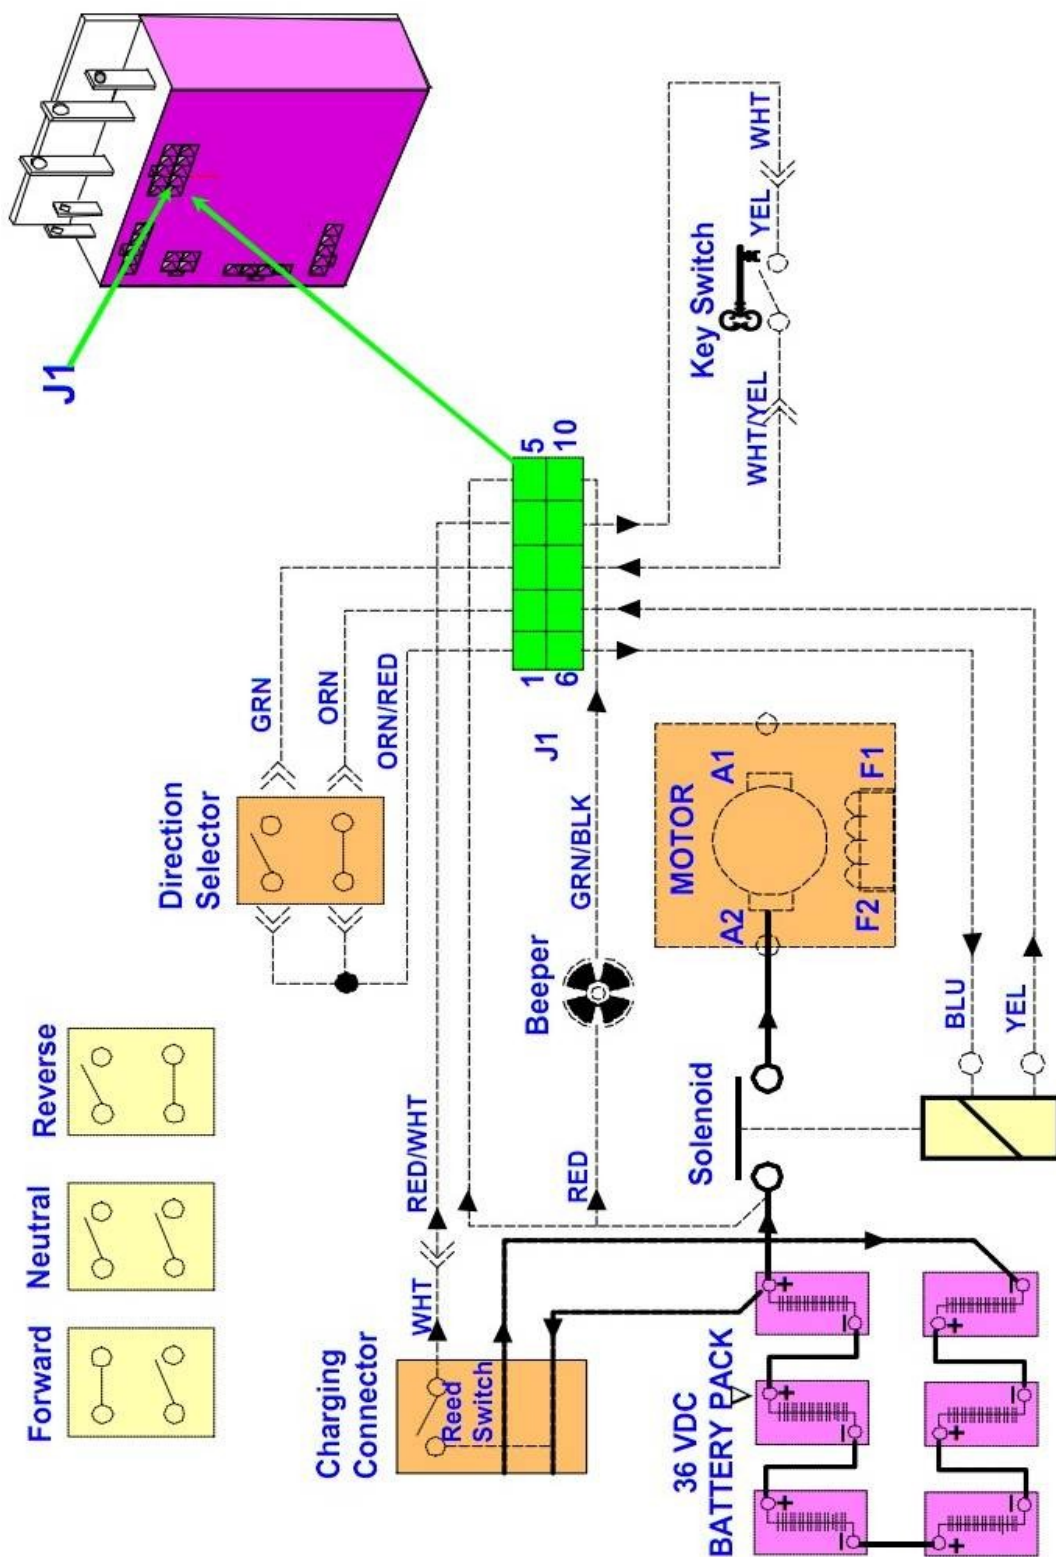 Forward
Neutral
Reverse
Direction
Selector
GRN
ORN
ORN/RED
J1
Charging
Connector
WHT
RED/WHT
Reed
Switch
RED
Beeper
GRN/BLK
J1
1
5
6
10
Key Switch
WHT/YEL
YEL
WHT
36 VDC
BATTERY PACK
Solenoid
MOTOR
A2
A1
F2
F1
BLU
YEL
+
–
+
–
+
–
+
–
+
–
+
–